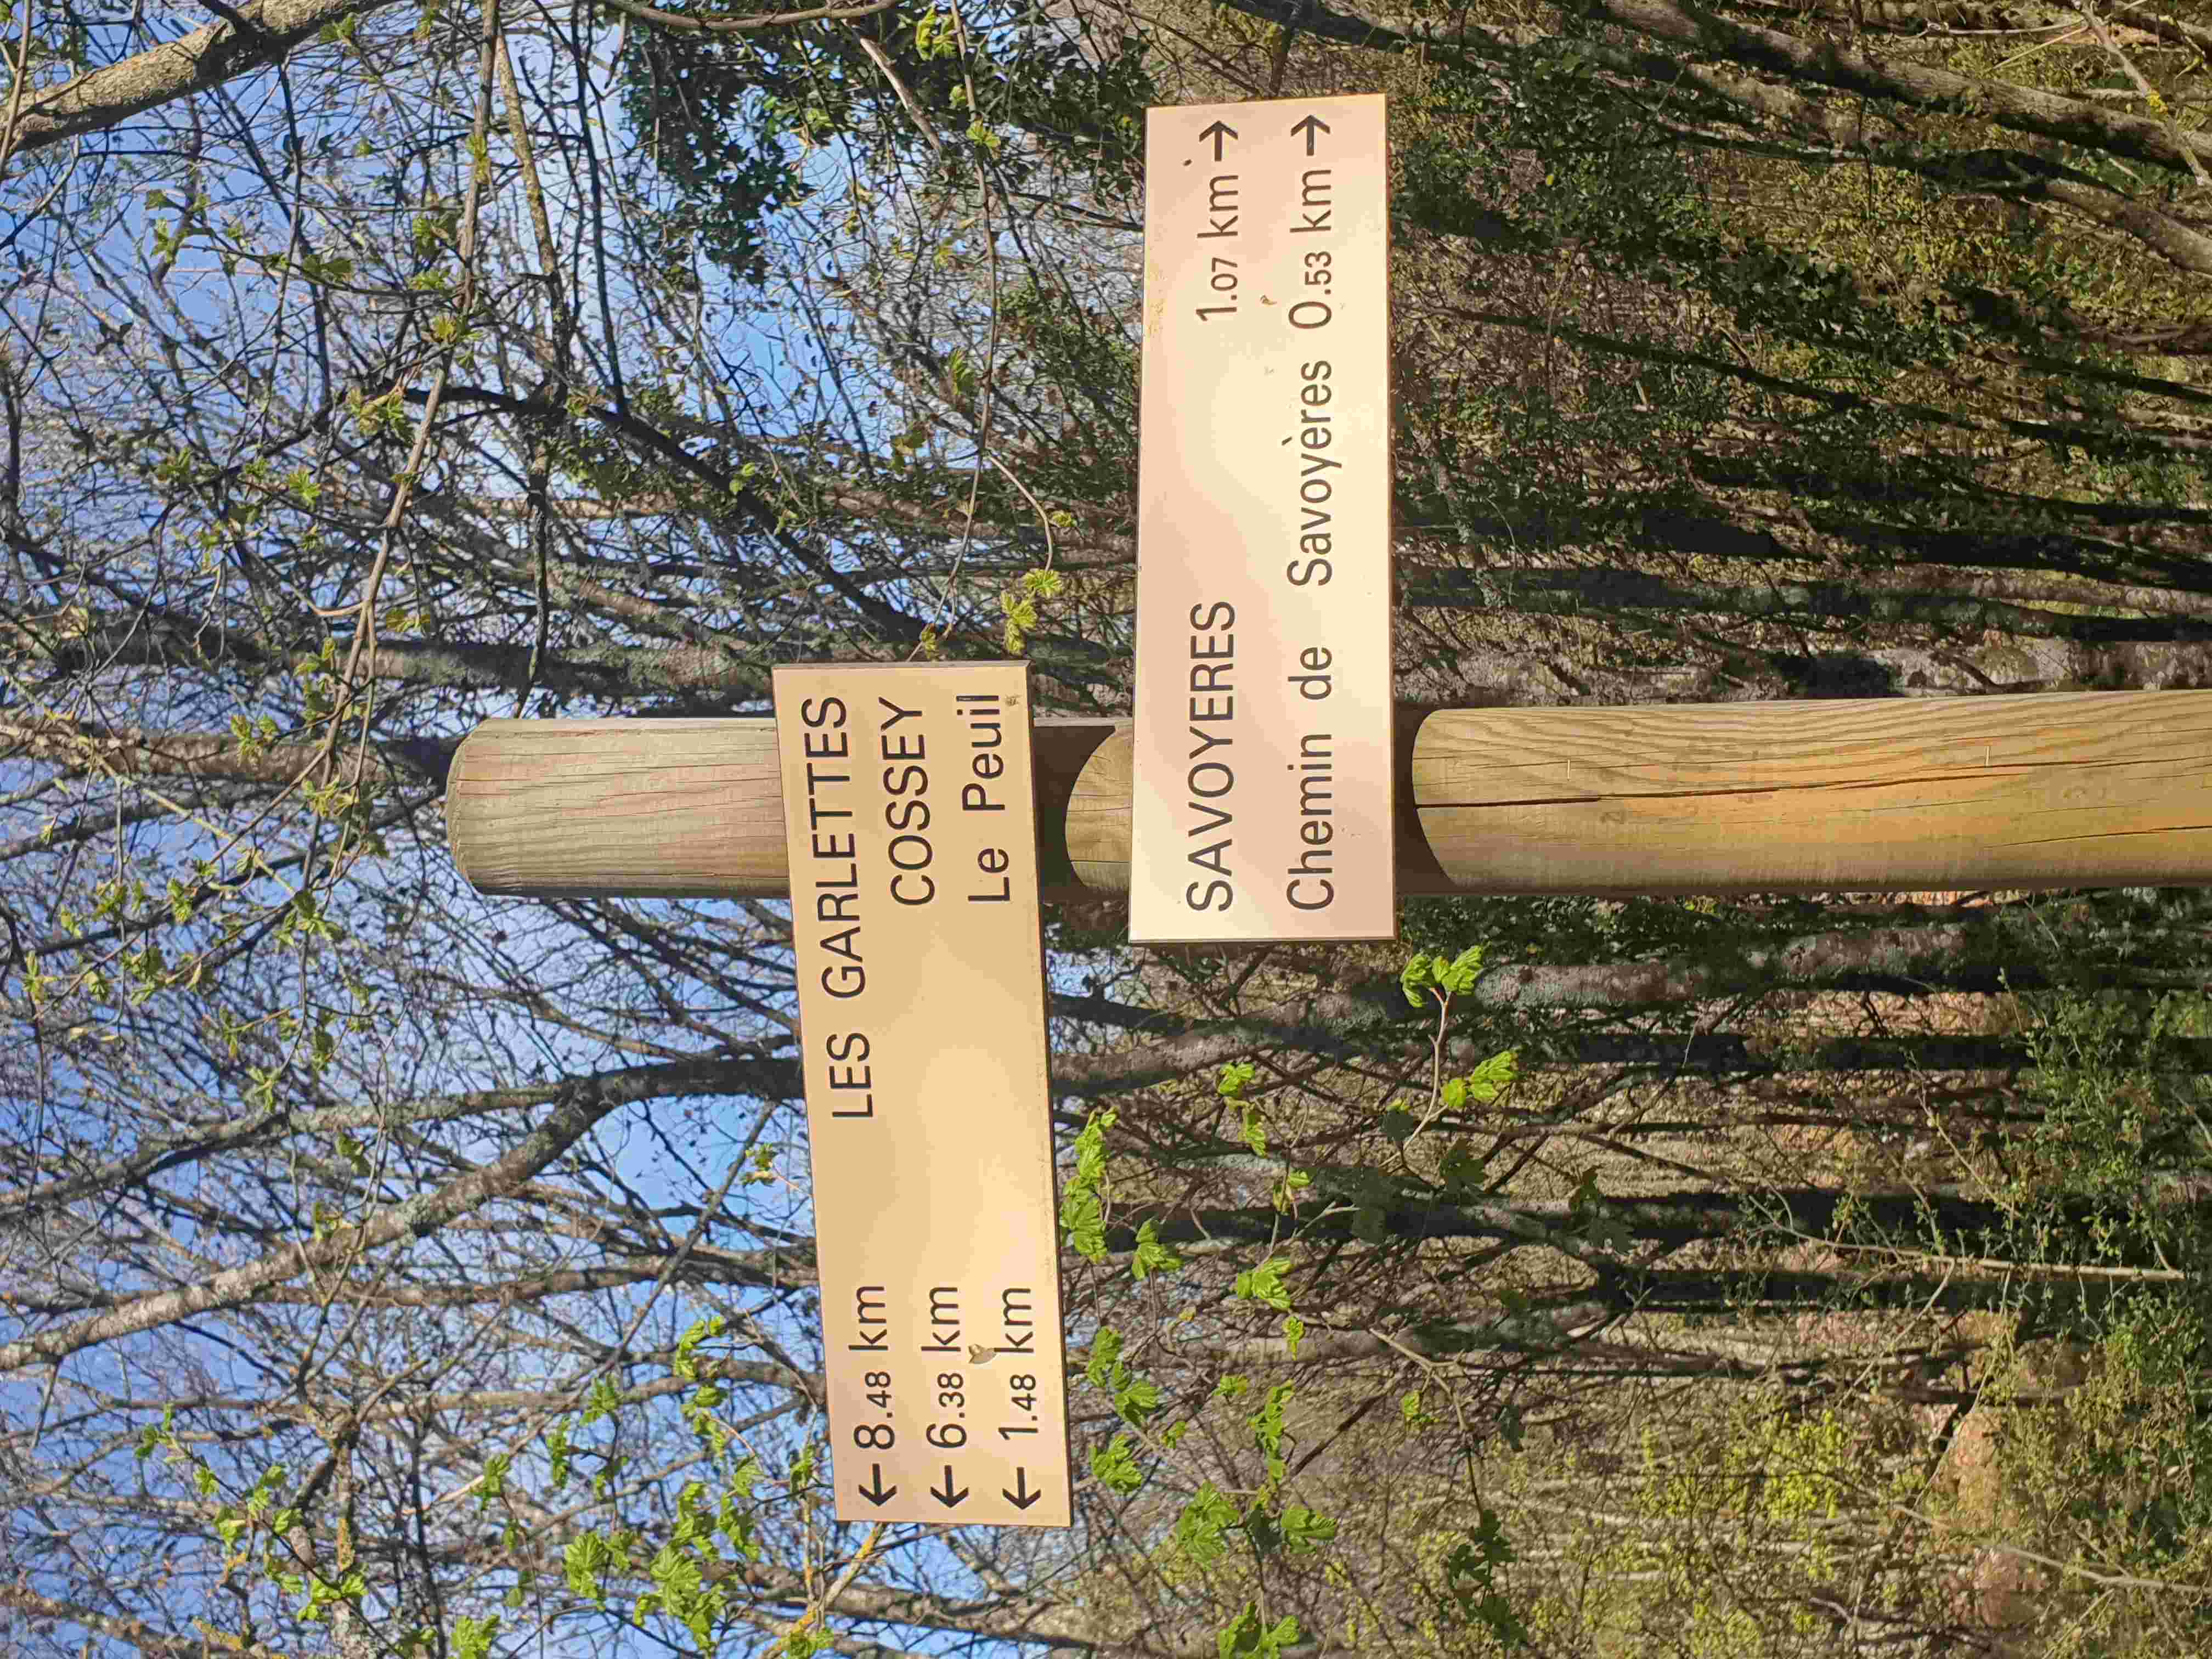 ← 8.48 km LES GARLETTES
← 6.38 km COSSEY
← 1.48 km Le Peuil
SAVOYERES 1.07 km →
Chemin de Savoyères 0.53 km →